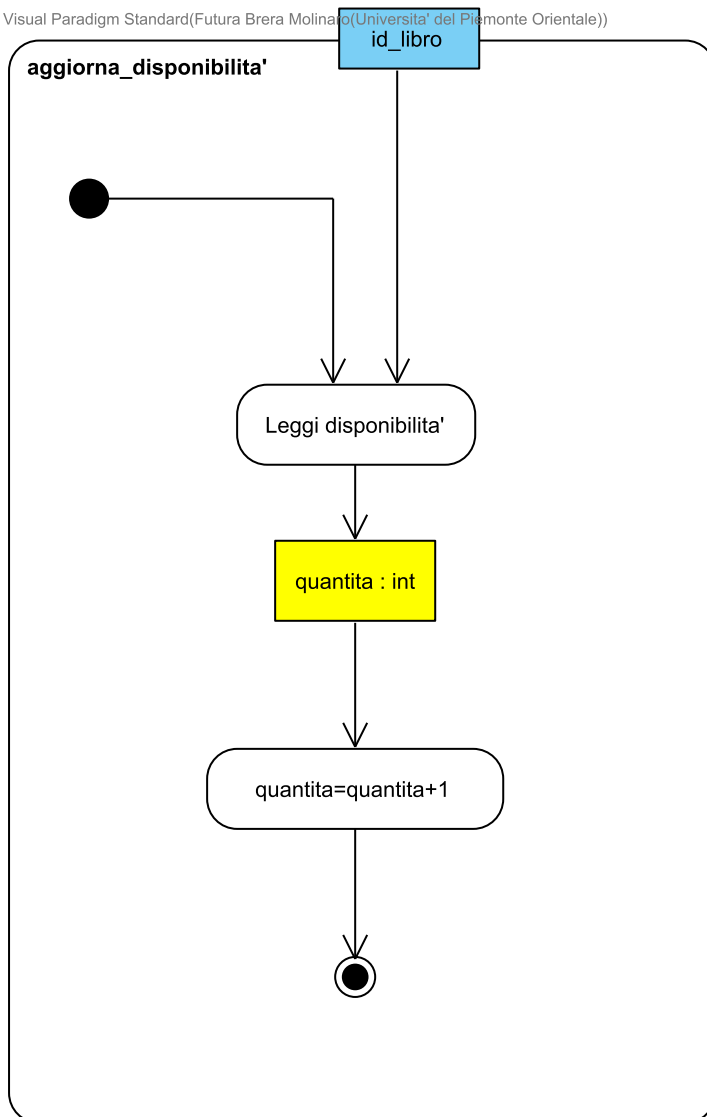 Visual Paradigm Standard(Futura Brera Molinaro(Universita' del Piemonte Orientale))
id_libro
aggiorna_disponibilita'
Leggi disponibilita'
quantita : int
quantita=quantita+1